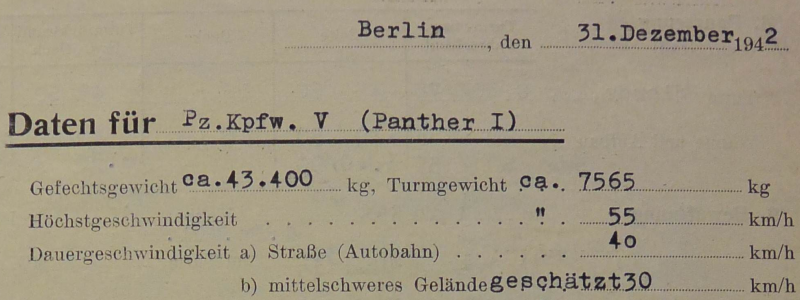 Berlin, den 31.Dezember 1942
Daten für Pz.Kpfw. V (Panther I)
Gefechtsgewicht ca.43.400 kg, Turmgewicht ca. 7565 kg
Höchstgeschwindigkeit . . . . . . . . . . . . . " . 55 km/h
Dauergeschwindigkeit a) Straße (Autobahn) . . . . . . 40 km/h
b) mittelschweres Gelände geschätzt 30 km/h